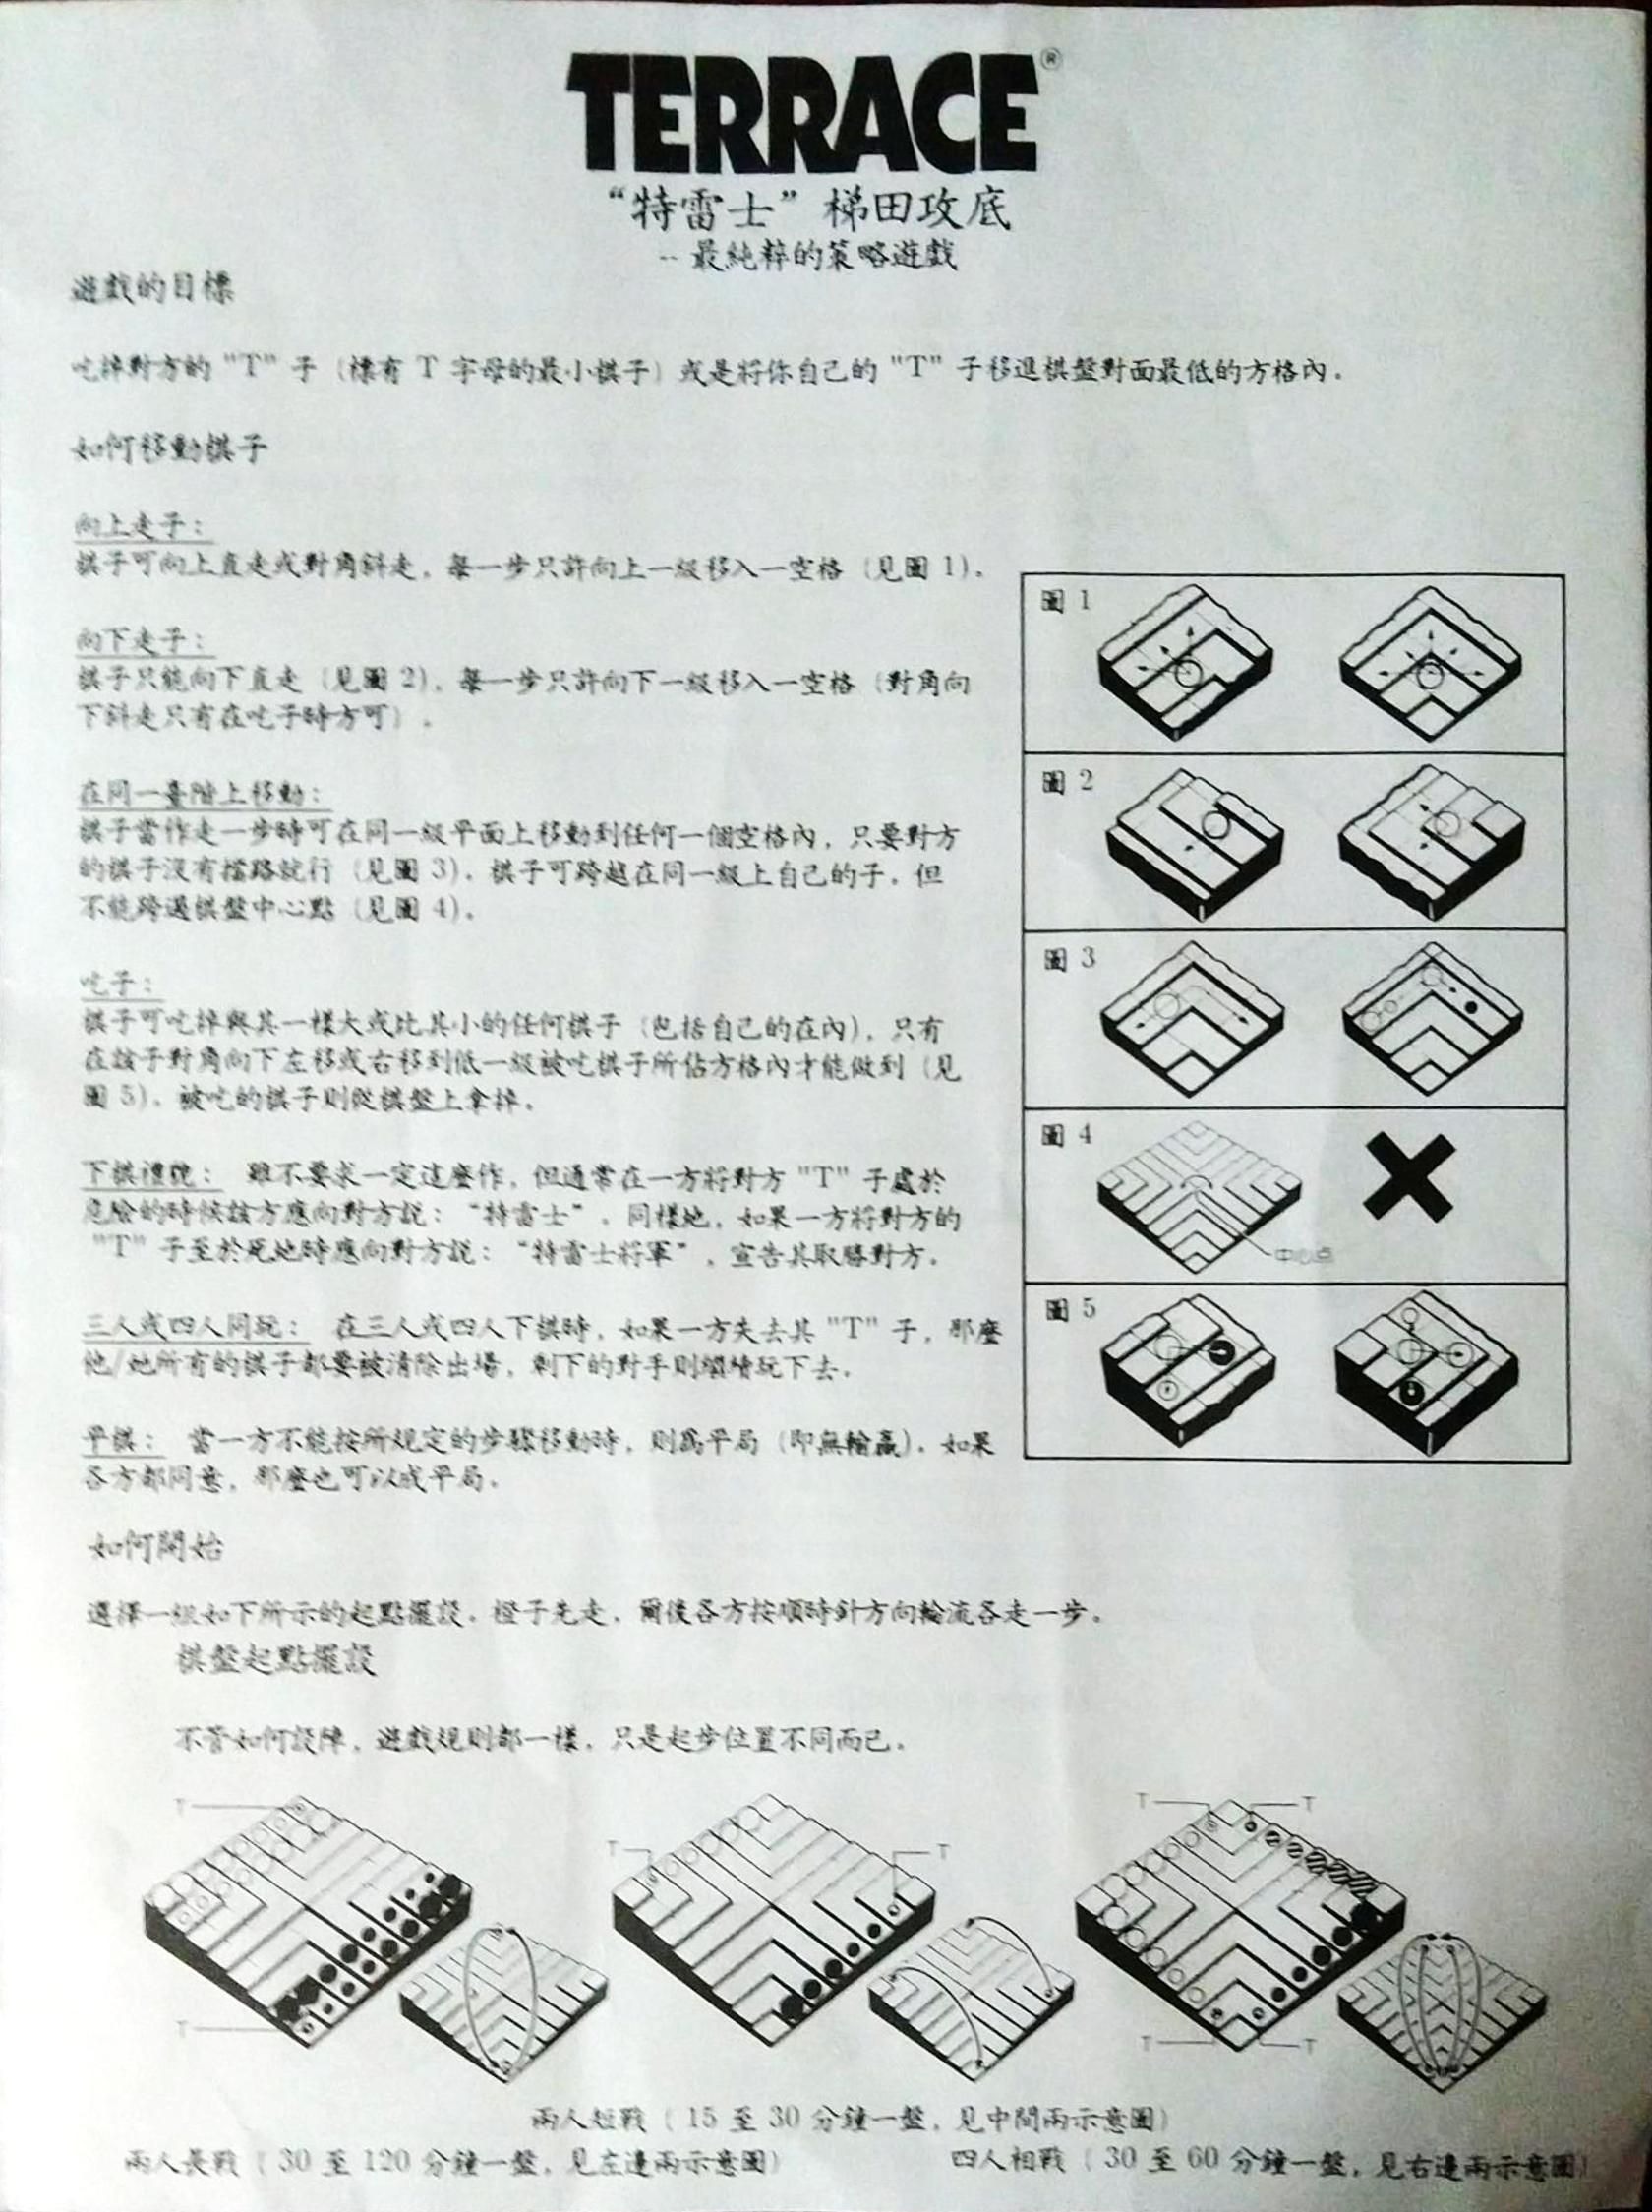 TERRACE®
“特雷士”梯田攻底
-- 最純粹的策略遊戲
遊戲的目標
吃掉對方的 "T" 子 (標有 T 字母的最小棋子) 或是將你自己的 "T" 子移進棋盤對面最低的方格內.
如何移動棋子
向上走子:
棋子可向上直走或對角斜走. 每一步只許向上一級移入一空格 (見圖 1).
向下走子:
棋子只能向下直走 (見圖 2). 每一步只許向下一級移入一空格 (對角向
下斜走只有在吃子時方可) .
在同一臺階上移動:
棋子當作走一步時可在同一級平面上移動到任何一個空格內, 只要對方
的棋子沒有擋路就行 (見圖 3). 棋子可跨越在同一級上自己的子. 但
不能跨過棋盤中心點 (見圖 4).
吃子:
棋子可吃掉與其一樣大或比其小的任何棋子 (包括自己的在內). 只有
在該子對角向下左移或右移到低一級被吃棋子所佔方格內才能做到 (見
圖 5). 被吃的棋子則從棋盤上拿掉.
下棋禮貌: 雖不要求一定這麼作, 但通常在一方將對方 "T" 子處於
危險的時候該方應向對方説: “特雷士” . 同樣地, 如果一方將對方的
"T" 子至於死地時應向對方説: “特雷士將軍” , 宣告其取勝對方.
三人或四人同玩: 在三人或四人下棋時, 如果一方失去其 "T" 子, 那麼
他/她所有的棋子都要被清除出場, 剩下的對手則繼續玩下去.
平棋: 當一方不能按所規定的步驟移動時, 則爲平局 (即無輸贏). 如果
各方都同意, 那麼也可以成平局.
圖 1
圖 2
圖 3
圖 4
中心点
圖 5
如何開始
選擇一組如下所示的起點擺設. 橙子先走, 爾後各方按順時針方向輪流各走一步.
棋盤起點擺設
不管如何設陣, 遊戲規則都一樣, 只是起步位置不同而已.
T
T
T
T
T
T
T
T
兩人短戰 ( 15 至 30 分鐘一盤, 見中間兩示意圖)
兩人長戰 ( 30 至 120 分鐘一盤, 見左邊兩示意圖)
四人相戰 ( 30 至 60 分鐘一盤, 見右邊兩示意圖)